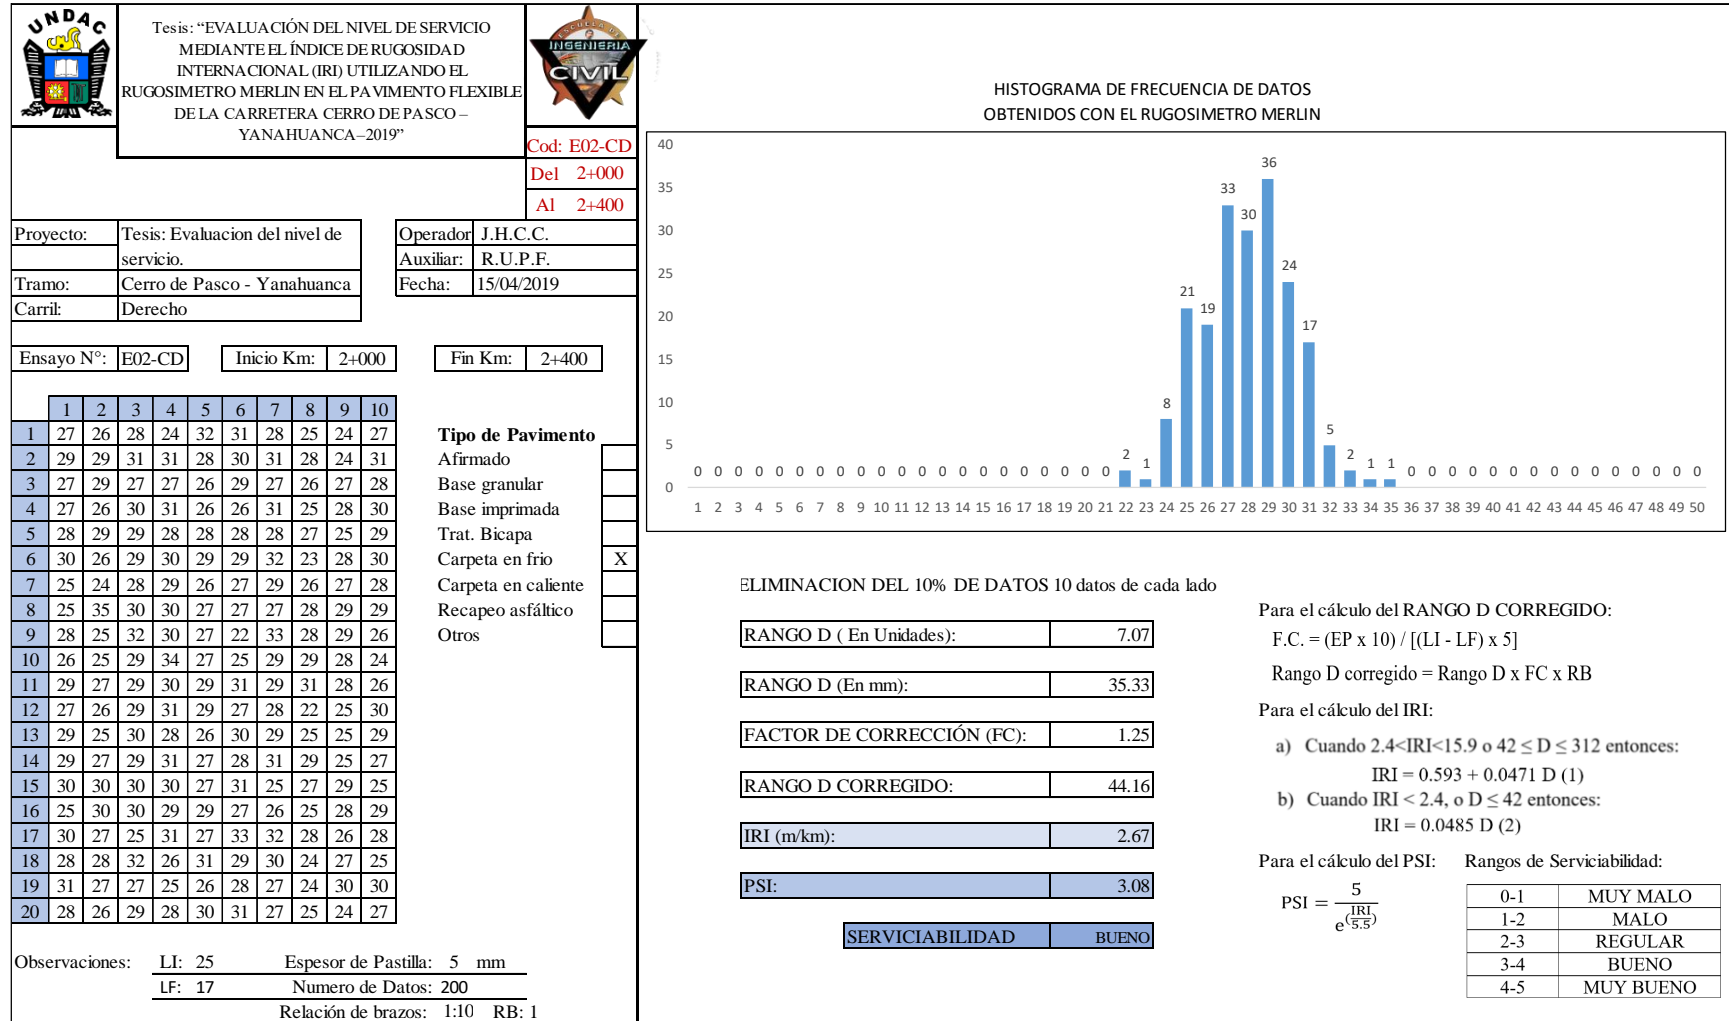 UNDAC
Tesis: “EVALUACIÓN DEL NIVEL DE SERVICIO
MEDIANTE EL ÍNDICE DE RUGOSIDAD
INTERNACIONAL (IRI) UTILIZANDO EL
RUGOSIMETRO MERLIN EN EL PAVIMENTO FLEXIBLE
DE LA CARRETERA CERRO DE PASCO –
YANAHUANCA–2019”
ESCUELA DE
INGENIERIA
CIVIL
Cod: E02-CD
Del 2+000
Al 2+400
Proyecto: Tesis: Evaluacion del nivel de
servicio.
Tramo: Cerro de Pasco - Yanahuanca
Carril: Derecho
Operador J.H.C.C.
Auxiliar: R.U.P.F.
Fecha: 15/04/2019
Ensayo N°: E02-CD Inicio Km: 2+000 Fin Km: 2+400
1 2 3 4 5 6 7 8 9 10
1 27 26 28 24 32 31 28 25 24 27
2 29 29 31 31 28 30 31 28 24 31
3 27 29 27 27 26 29 27 26 27 28
4 27 26 30 31 26 26 31 25 28 30
5 28 29 29 28 28 28 28 27 25 29
6 30 26 29 30 29 29 32 23 28 30
7 25 24 28 29 26 27 29 26 27 28
8 25 35 30 30 27 27 27 28 29 29
9 28 25 32 30 27 22 33 28 29 26
10 26 25 29 34 27 25 29 29 28 24
11 29 27 29 30 29 31 29 31 28 26
12 27 26 29 31 29 27 28 22 25 30
13 29 25 30 28 26 30 29 25 25 29
14 29 27 29 31 27 28 31 29 25 27
15 30 30 30 30 27 31 25 27 29 25
16 25 30 30 29 29 27 26 25 28 29
17 30 27 25 31 27 33 32 28 26 28
18 28 28 32 26 31 29 30 24 27 25
19 31 27 27 25 26 28 27 24 30 30
20 28 26 29 28 30 31 27 25 24 27
Tipo de Pavimento
Afirmado
Base granular
Base imprimada
Trat. Bicapa
Carpeta en frio X
Carpeta en caliente
Recapeo asfáltico
Otros
Observaciones: LI: 25 Espesor de Pastilla: 5 mm
LF: 17 Numero de Datos: 200
Relación de brazos: 1:10 RB: 1
HISTOGRAMA DE FRECUENCIA DE DATOS
OBTENIDOS CON EL RUGOSIMETRO MERLIN
40
35
30
25
20
15
10
5
0
0 0 0 0 0 0 0 0 0 0 0 0 0 0 0 0 0 0 0 0 0 2 1 8 21 19 33 30 36 24 17 5 2 1 1 0 0 0 0 0 0 0 0 0 0 0 0 0 0 0
1 2 3 4 5 6 7 8 9 10 11 12 13 14 15 16 17 18 19 20 21 22 23 24 25 26 27 28 29 30 31 32 33 34 35 36 37 38 39 40 41 42 43 44 45 46 47 48 49 50
ELIMINACION DEL 10% DE DATOS 10 datos de cada lado
RANGO D ( En Unidades): 7.07
RANGO D (En mm): 35.33
FACTOR DE CORRECCIÓN (FC): 1.25
RANGO D CORREGIDO: 44.16
IRI (m/km): 2.67
PSI: 3.08
SERVICIABILIDAD BUENO
Para el cálculo del RANGO D CORREGIDO:
F.C. = (EP x 10) / [(LI - LF) x 5]
Rango D corregido = Rango D x FC x RB
Para el cálculo del IRI:
a) Cuando 2.4<IRI<15.9 o 42 ≤ D ≤ 312 entonces:
IRI = 0.593 + 0.0471 D (1)
b) Cuando IRI < 2.4, o D ≤ 42 entonces:
IRI = 0.0485 D (2)
Para el cálculo del PSI: Rangos de Serviciabilidad:
PSI = 5 / e^(IRI/5.5)
0-1 MUY MALO
1-2 MALO
2-3 REGULAR
3-4 BUENO
4-5 MUY BUENO